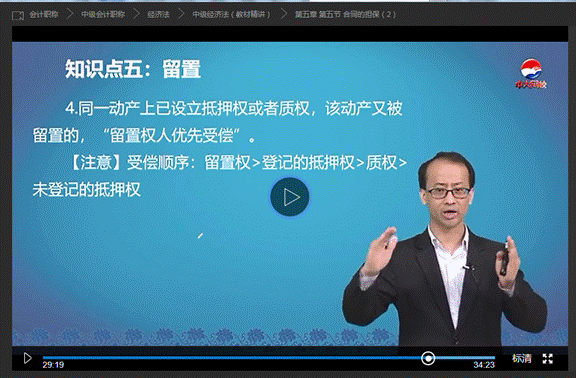 会计职称 中级会计职称 经济法 中级经济法（教材精讲） 第五章 第五节 合同的担保（2）
知识点五：留置
4.同一动产上已设立抵押权或者质权，该动产又被
留置的，“留置权人优先受偿”。
【注意】受偿顺序：留置权>登记的抵押权>质权>
未登记的抵押权
29:19
34:23
标清